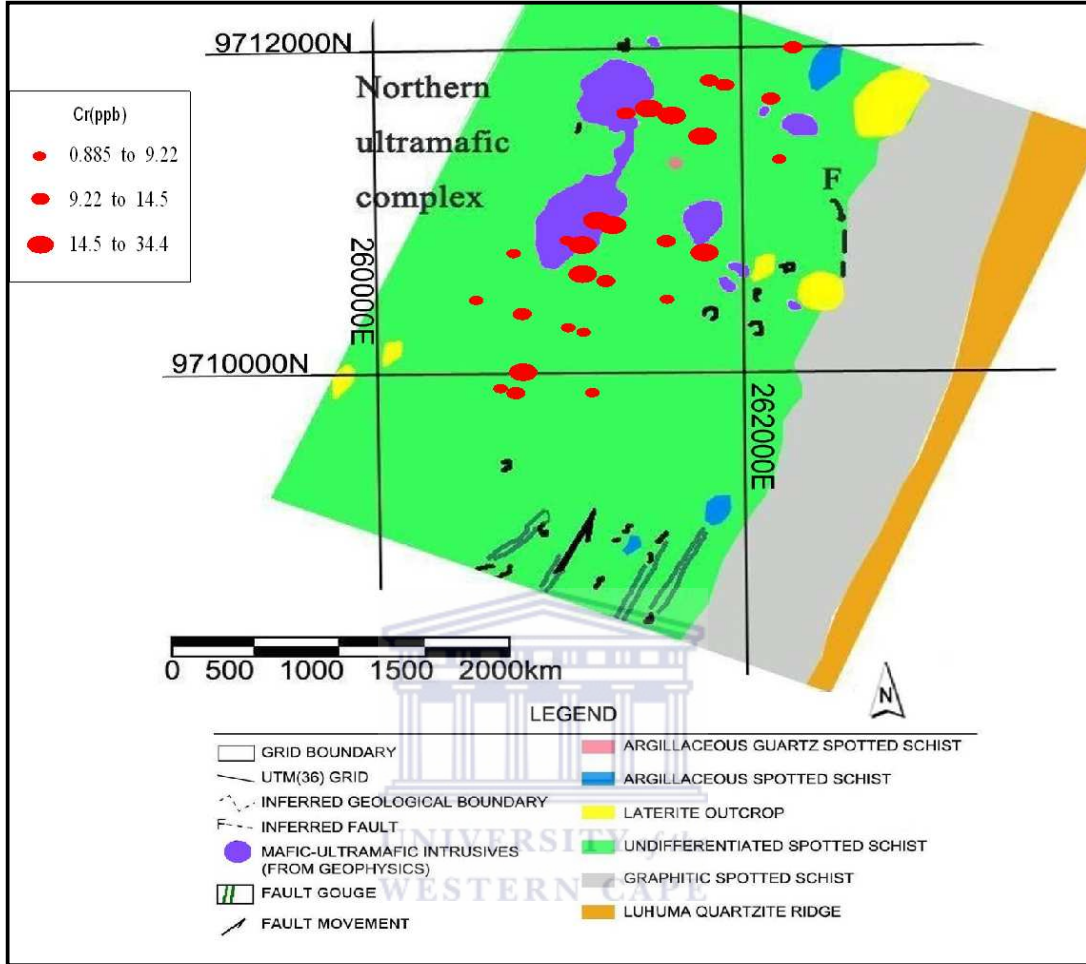 9712000N
Northern
ultramafic
complex
Cr(ppb)
0.885 to 9.22
9.22 to 14.5
14.5 to 34.4
F
260000E
9710000N
262000E
0 500 1000 1500 2000km
N
LEGEND
GRID BOUNDARY
UTM(36) GRID
INFERRED GEOLOGICAL BOUNDARY
F INFERRED FAULT
MAFIC-ULTRAMAFIC INTRUSIVES
(FROM GEOPHYSICS)
FAULT GOUGE
FAULT MOVEMENT
ARGILLACEOUS GUARTZ SPOTTED SCHIST
ARGILLACEOUS SPOTTED SCHIST
LATERITE OUTCROP
UNDIFFERENTIATED SPOTTED SCHIST
GRAPHITIC SPOTTED SCHIST
LUHUMA QUARTZITE RIDGE
UNIVERSITY of the
WESTERN CAPE